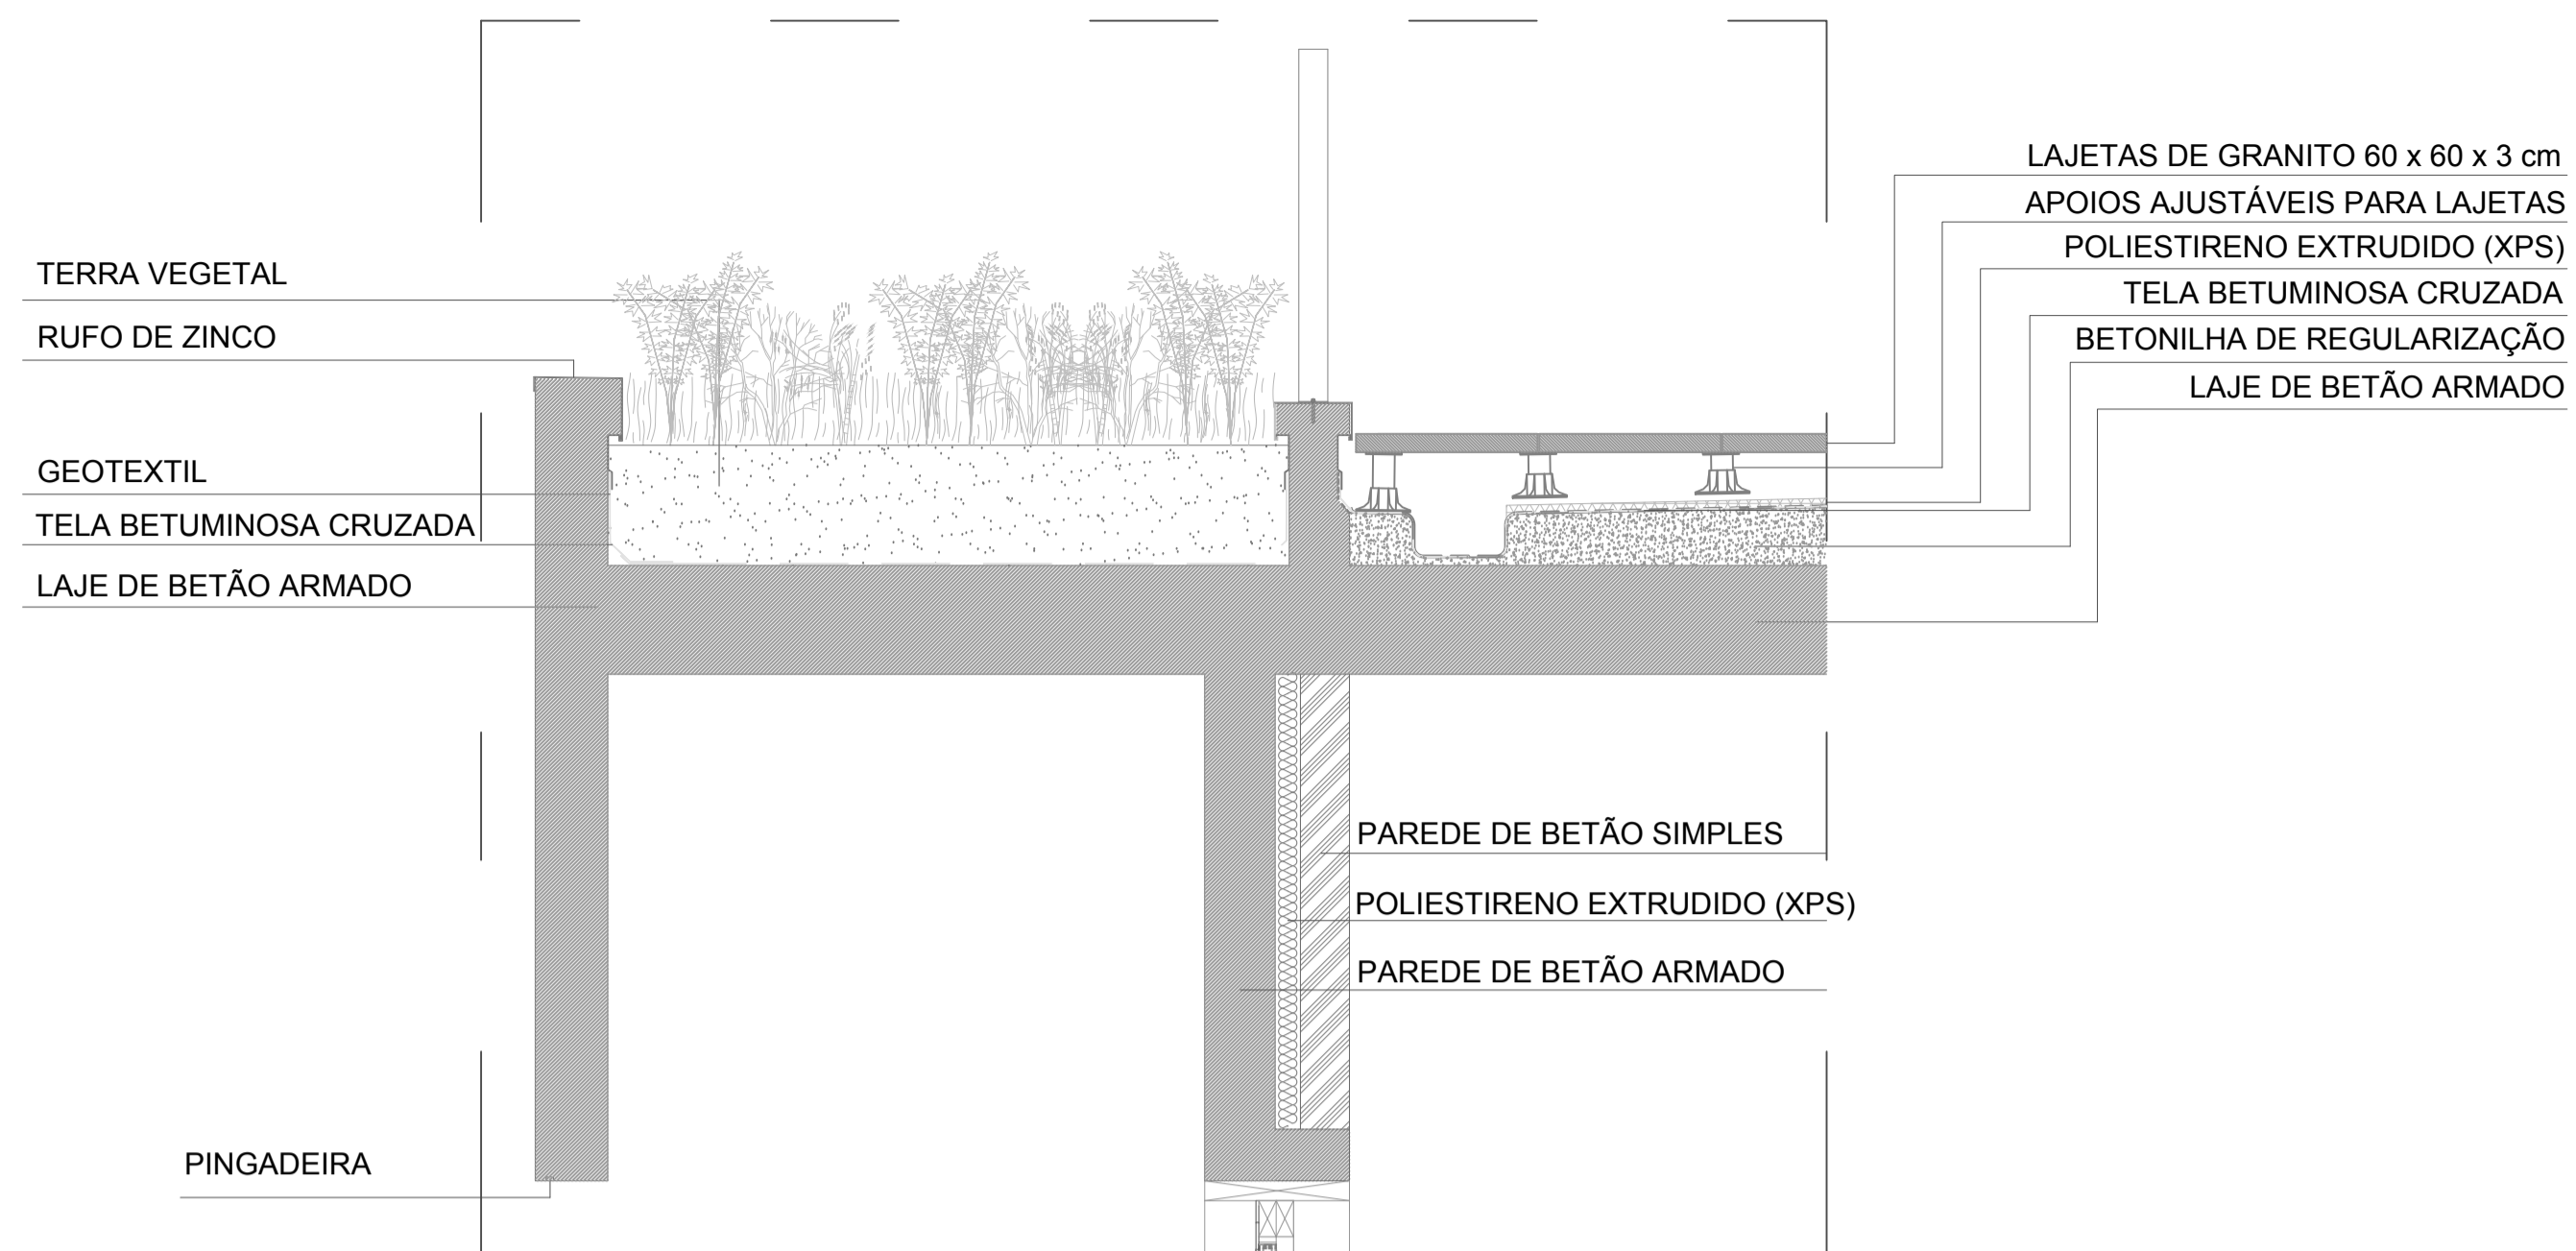 TERRA VEGETAL
RUFO DE ZINCO
GEOTEXTIL
TELA BETUMINOSA CRUZADA
LAJE DE BETÃO ARMADO
PINGADEIRA
LAJETAS DE GRANITO 60 x 60 x 3 cm
APOIOS AJUSTÁVEIS PARA LAJETAS
POLIESTIRENO EXTRUDIDO (XPS)
TELA BETUMINOSA CRUZADA
BETONILHA DE REGULARIZAÇÃO
LAJE DE BETÃO ARMADO
PAREDE DE BETÃO SIMPLES
POLIESTIRENO EXTRUDIDO (XPS)
PAREDE DE BETÃO ARMADO